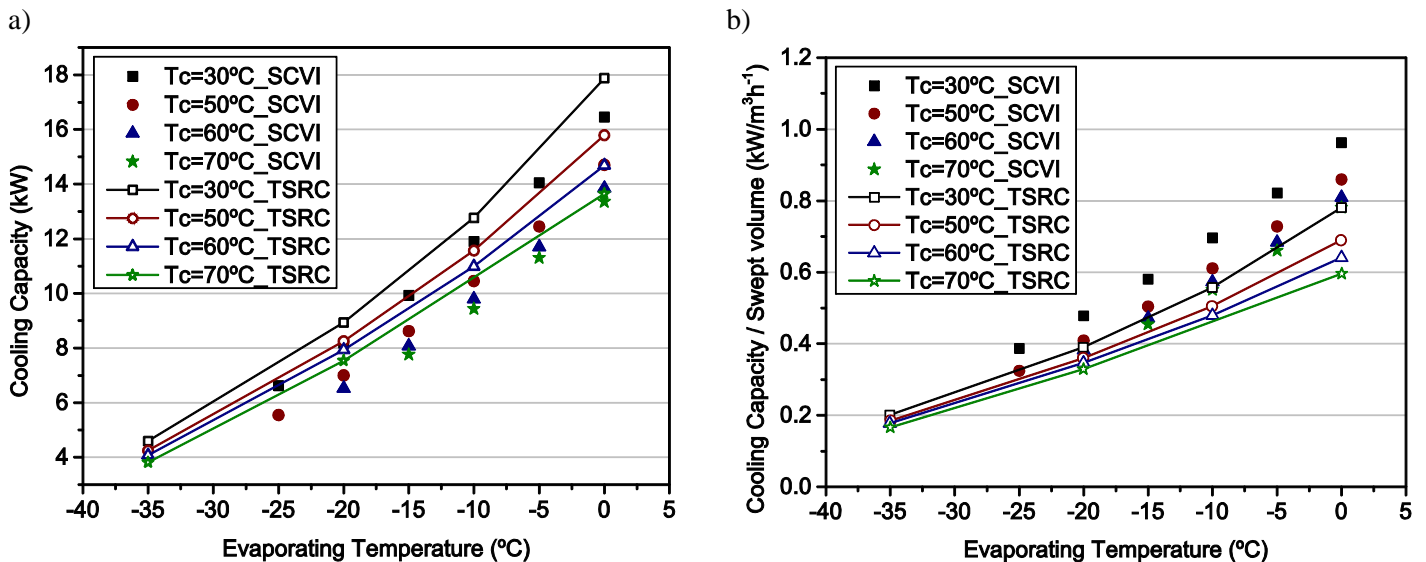 a)
18
16
14
12
10
8
6
4
Cooling Capacity (kW)
Tc=30ºC_SCVI
Tc=50ºC_SCVI
Tc=60ºC_SCVI
Tc=70ºC_SCVI
Tc=30ºC_TSRC
Tc=50ºC_TSRC
Tc=60ºC_TSRC
Tc=70ºC_TSRC
-40 -35 -30 -25 -20 -15 -10 -5 0 5
Evaporating Temperature (ºC)
b)
1.2
1.0
0.8
0.6
0.4
0.2
0.0
Cooling Capacity / Swept volume (kW/m³h⁻¹)
Tc=30ºC_SCVI
Tc=50ºC_SCVI
Tc=60ºC_SCVI
Tc=70ºC_SCVI
Tc=30ºC_TSRC
Tc=50ºC_TSRC
Tc=60ºC_TSRC
Tc=70ºC_TSRC
-40 -35 -30 -25 -20 -15 -10 -5 0 5
Evaporating Temperature (ºC)